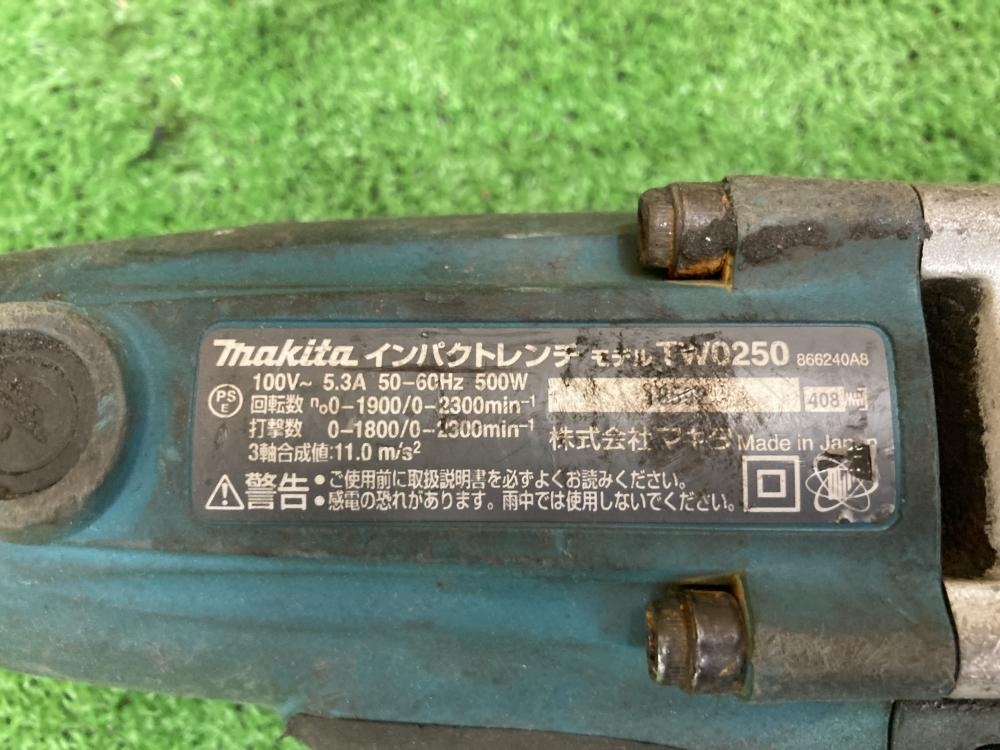 makita インパクトレンチ モデル TW0250 866240A8
PS
E
100V～ 5.3A 50-60Hz 500W
回転数 n₀0-1900/0-2300min⁻¹
打撃数 0-1800/0-2300min⁻¹
3軸合成値:11.0 m/s²
408
株式会社 マキタ Made in Japan
警告 •ご使用前に取扱説明書を必ずよくお読みください。
•感電の恐れがあります。雨中では使用しないでください。